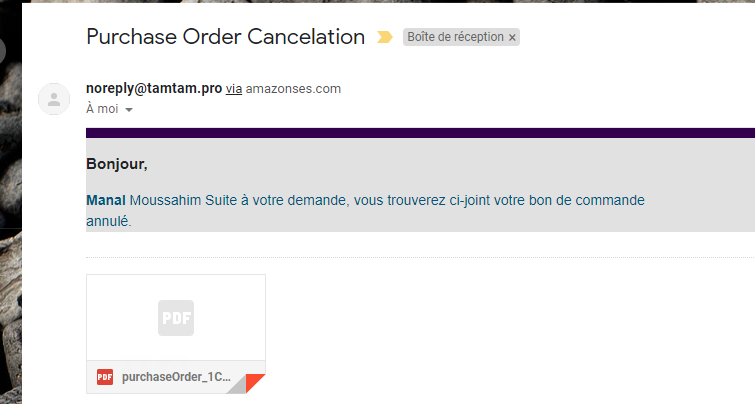 Purchase Order Cancelation Boîte de réception ×
noreply@tamtam.pro via amazonses.com
À moi
Bonjour,
Manal Moussahim Suite à votre demande, vous trouverez ci-joint votre bon de commande
annulé.
PDF
PDF purchaseOrder_1C...